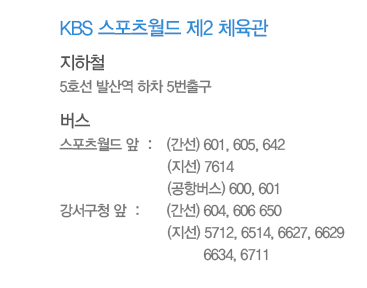 KBS 스포츠월드 제2 체육관
지하철
5호선 발산역 하차 5번출구
버스
스포츠월드 앞 : (간선) 601, 605, 642
(지선) 7614
(공항버스) 600, 601
강서구청 앞 : (간선) 604, 606 650
(지선) 5712, 6514, 6627, 6629
6634, 6711